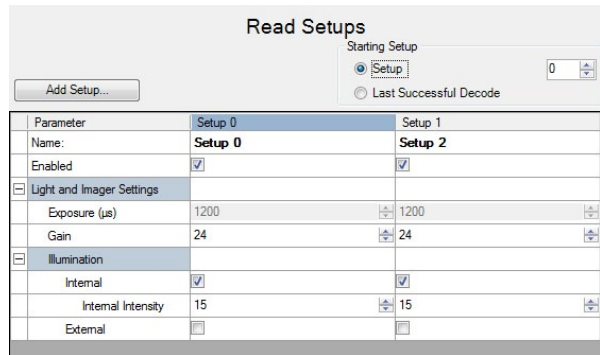 Read Setups
Starting Setup
Setup 0
Add Setup...
Last Successful Decode
Parameter Setup 0 Setup 1
Name: Setup 0 Setup 2
Enabled
Light and Imager Settings
Exposure (µs) 1200 1200
Gain 24 24
Illumination
Internal
Internal Intensity 15 15
External